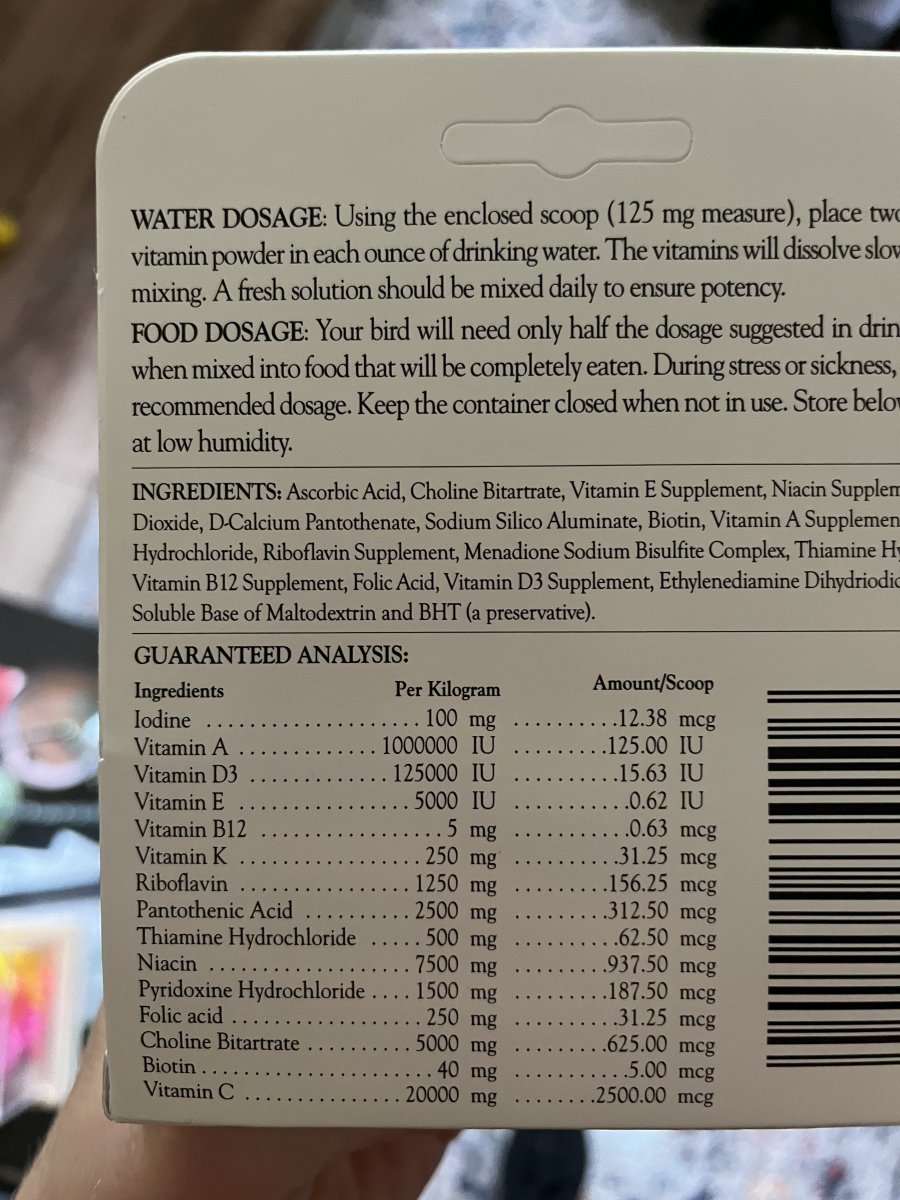 WATER DOSAGE: Using the enclosed scoop (125 mg measure), place
vitamin powder in each ounce of drinking water. The vitamins will dissolve
mixing. A fresh solution should be mixed daily to ensure potency.
FOOD DOSAGE: Your bird will need only half the dosage suggested in
when mixed into food that will be completely eaten. During stress or sickness,
recommended dosage. Keep the container closed when not in use. Store
at low humidity.
INGREDIENTS: Ascorbic Acid, Choline Bitartrate, Vitamin E Supplement, Niacin
Dioxide, D-Calcium Pantothenate, Sodium Silico Aluminate, Biotin, Vitamin A
Hydrochloride, Riboflavin Supplement, Menadione Sodium Bisulfite Complex, Thiamine
Vitamin B12 Supplement, Folic Acid, Vitamin D3 Supplement, Ethylenediamine
Soluble Base of Maltodextrin and BHT (a preservative).
GUARANTEED ANALYSIS:
Ingredients Per Kilogram Amount/Scoop
Iodine ..................... 100 mg ..........12.38 mcg
Vitamin A ................ 1000000 IU .........125.00 IU
Vitamin D3 .............. 125000 IU ..........15.63 IU
Vitamin E ................. 5000 IU ...........0.62 IU
Vitamin B12 .................. 5 mg ...........0.63 mcg
Vitamin K .................. 250 mg ..........31.25 mcg
Riboflavin ................. 1250 mg .........156.25 mcg
Pantothenic Acid .......... 2500 mg .........312.50 mcg
Thiamine Hydrochloride ..... 500 mg ..........62.50 mcg
Niacin .................... 7500 mg .........937.50 mcg
Pyridoxine Hydrochloride .... 1500 mg .........187.50 mcg
Folic acid ................... 250 mg ..........31.25 mcg
Choline Bitartrate .......... 5000 mg .........625.00 mcg
Biotin ....................... 40 mg ...........5.00 mcg
Vitamin C ............... 20000 mg ........2500.00 mcg